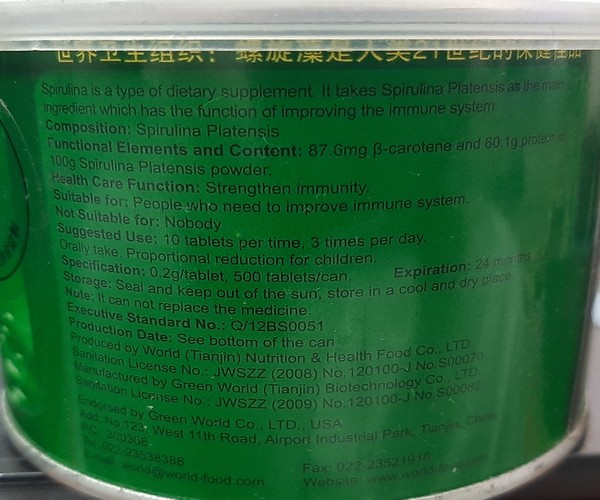 世界卫生组织：螺旋藻是人类21世纪的保健佳品
Spirulina is a type of dietary supplement. It takes Spirulina Platensis as the main
ingredient which has the function of improving the immune system.
Composition: Spirulina Platensis
Functional Elements and Content: 87.6mg β-carotene and 60.1g protein in
100g Spirulina Platensis powder.
Health Care Function: Strengthen immunity.
Suitable for: People who need to improve immune system.
Not Suitable for: Nobody
Suggested Use: 10 tablets per time, 3 times per day.
Orally take. Proportional reduction for children.
Specification: 0.2g/tablet, 500 tablets/can. Expiration: 24 months
Storage: Seal and keep out of the sun, store in a cool and dry place.
Note: It can not replace the medicine.
Executive Standard No.: Q/12BS0051
Production Date: See bottom of the can
Produced by World (Tianjin) Nutrition & Health Food Co., LTD.
Sanitation License No.: JWSZZ (2008) No.120100-J No.S00070
Manufactured by Green World (Tianjin) Biotechnology Co., LTD.
Sanitation License No.: JWSZZ (2009) No.120100-J No.S00082
Endorsed by Green World Co., LTD., USA
Add: No.123, West 11th Road, Airport Industrial Park, Tianjin, China
P.C.: 300308
Tel: 022-23538388 Fax: 022-23521916
Email: world@world-food.com Website: www.world-food.com